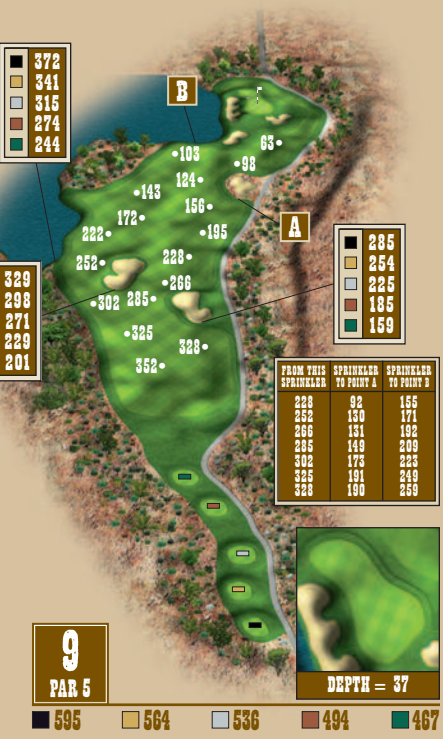 372
341
315
274
244
B
63
103
98
124
143
156
172
A
222
195
228
252
266
285
302
325
328
352
285
254
225
185
159
329
298
271
229
201
FROM THIS SPRINKLER SPRINKLER TO POINT A SPRINKLER TO POINT B
228 92 155
252 130 171
266 131 192
285 149 209
302 173 223
325 191 249
328 190 259
DEPTH = 37
9
PAR 5
595 564 536 494 467